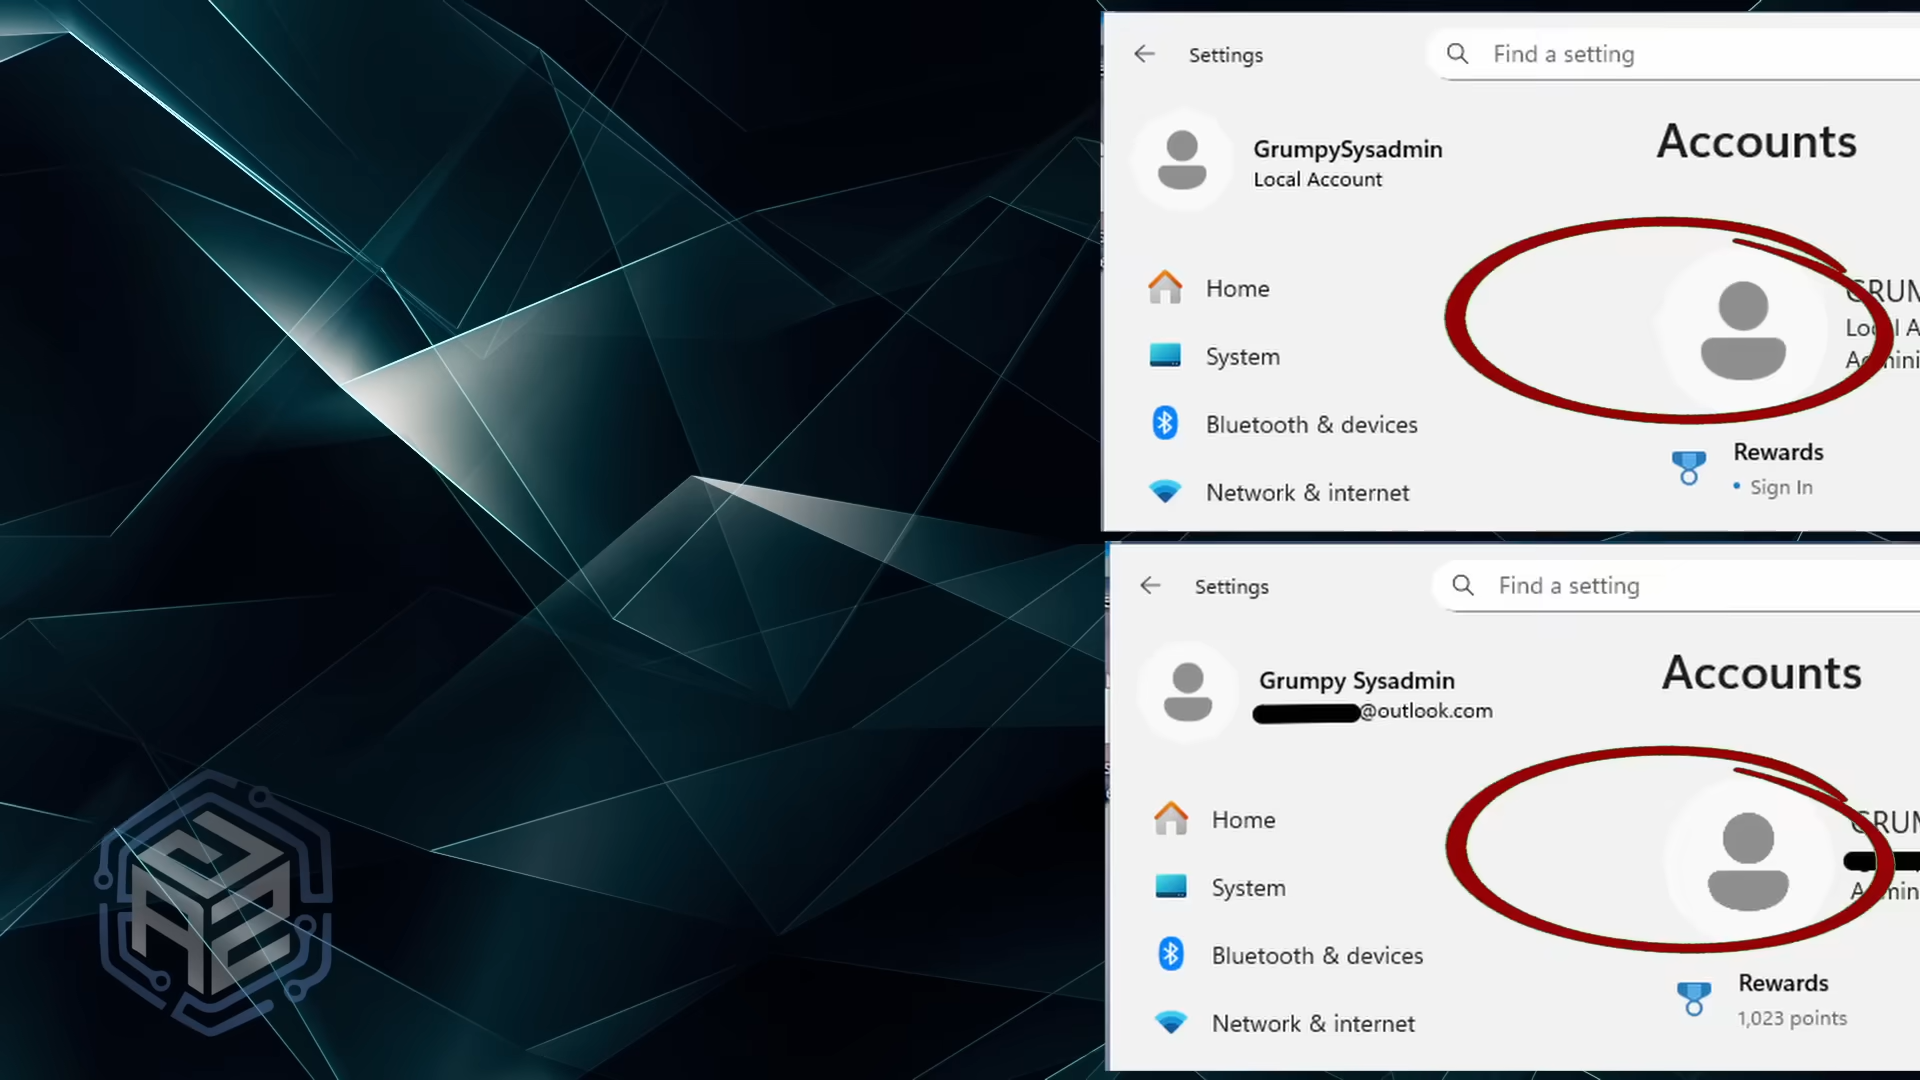 Settings
Find a setting
GrumpySysadmin
Local Account
Accounts
Home
System
Bluetooth & devices
Network & internet
Rewards
• Sign In
Settings
Find a setting
Grumpy Sysadmin
@outlook.com
Accounts
Home
System
Bluetooth & devices
Network & internet
Rewards
1,023 points